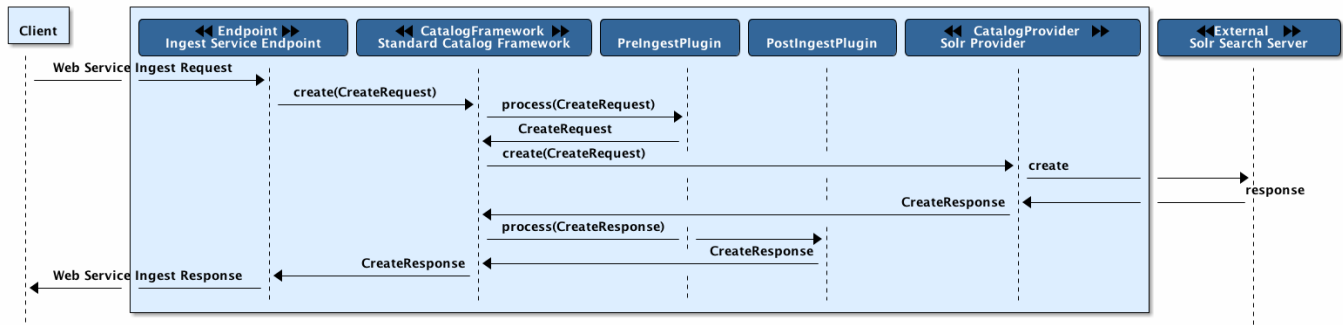 Client
Endpoint
Ingest Service Endpoint
CatalogFramework
Standard Catalog Framework
PreIngestPlugin
PostIngestPlugin
CatalogProvider
Solr Provider
External
Solr Search Server
Web Service Ingest Request
create(CreateRequest)
process(CreateRequest)
CreateRequest
create(CreateRequest)
create
response
CreateResponse
process(CreateResponse)
CreateResponse
CreateResponse
Web Service Ingest Response